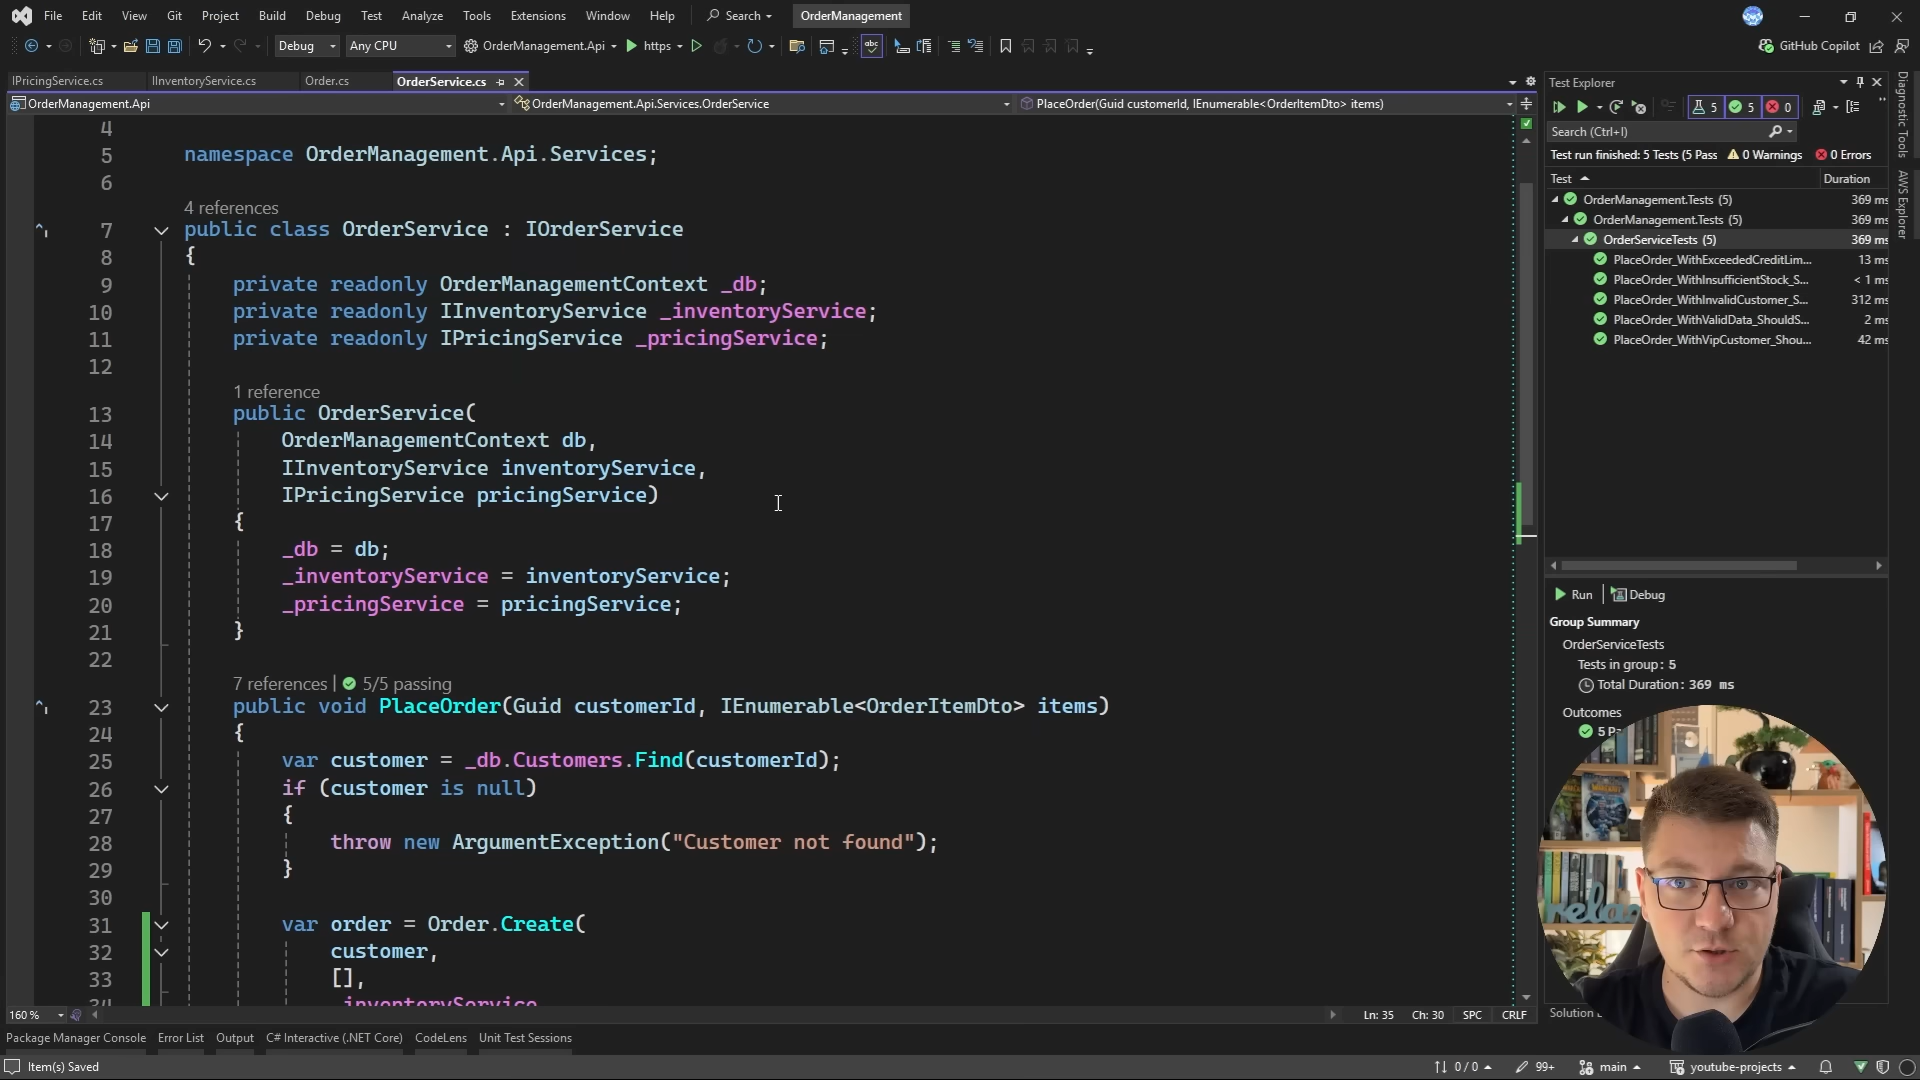 File Edit View Git Project Build Debug Test Analyze Tools Extensions Window Help Search OrderManagement
Debug Any CPU OrderManagement.Api https GitHub Copilot
IPricingService.cs IInventoryService.cs Order.cs OrderService.cs
OrderManagement.Api OrderManagement.Api.Services.OrderService PlaceOrder(Guid customerId, IEnumerable<OrderItemDto> items)
4
5 namespace OrderManagement.Api.Services;
6
4 references
7 public class OrderService : IOrderService
8 {
9 private readonly OrderManagementContext _db;
10 private readonly IInventoryService _inventoryService;
11 private readonly IPricingService _pricingService;
12
1 reference
13 public OrderService(
14 OrderManagementContext db,
15 IInventoryService inventoryService,
16 IPricingService pricingService)
17 {
18 _db = db;
19 _inventoryService = inventoryService;
20 _pricingService = pricingService;
21 }
22
7 references | 5/5 passing
23 public void PlaceOrder(Guid customerId, IEnumerable<OrderItemDto> items)
24 {
25 var customer = _db.Customers.Find(customerId);
26 if (customer is null)
27 {
28 throw new ArgumentException("Customer not found");
29 }
30
31 var order = Order.Create(
32 customer,
33 [],
34 _inventoryService
160 % Ln: 35 Ch: 30 SPC CRLF
Test Explorer
5 5 0
Search (Ctrl+I)
Test run finished: 5 Tests (5 Pass 0 Warnings 0 Errors
Test Duration
OrderManagement.Tests (5) 369 ms
OrderManagement.Tests (5) 369 ms
OrderServiceTests (5) 369 ms
PlaceOrder_WithExceededCreditLim... 13 ms
PlaceOrder_WithInsufficientStock_S... < 1 ms
PlaceOrder_WithInvalidCustomer_S... 312 ms
PlaceOrder_WithValidData_ShouldS... 2 ms
PlaceOrder_WithVipCustomer_Shou... 42 ms
Run Debug
Group Summary
OrderServiceTests
Tests in group: 5
Total Duration: 369 ms
Outcomes
5 P
Solution
Diagnostic Tools
AWS Explorer
relax
Package Manager Console Error List Output C# Interactive (.NET Core) CodeLens Unit Test Sessions
Item(s) Saved 0 / 0 99+ main youtube-projects